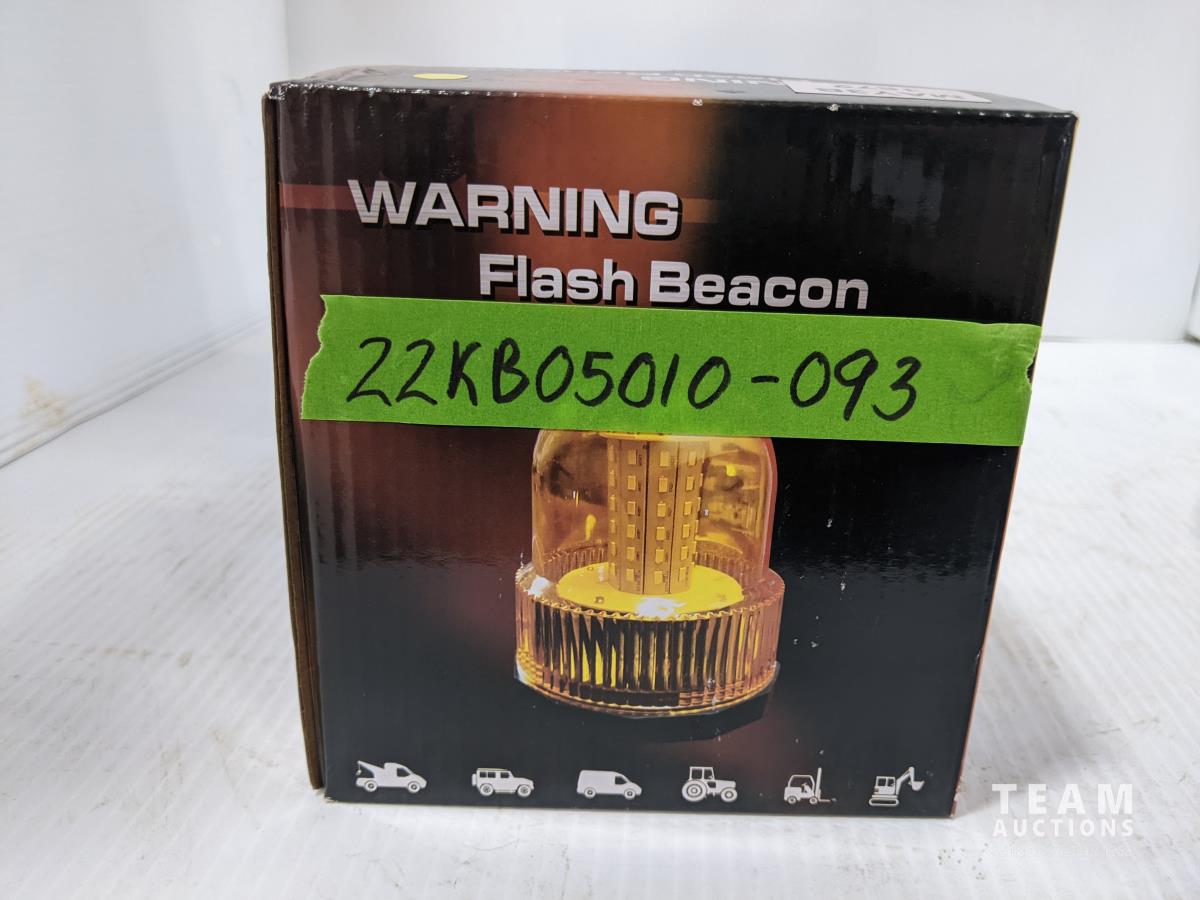 WARNING
Flash Beacon
22KB05010-093
TEAM
AUCTIONS